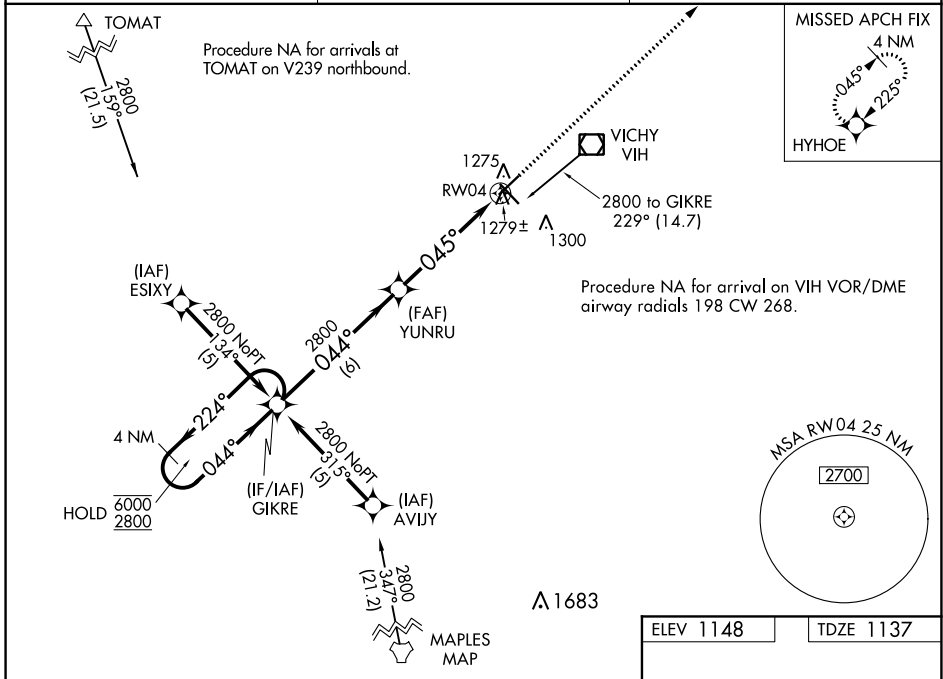 TOMAT
2800
159°
(21.5)
Procedure NA for arrivals at
TOMAT on V239 northbound.
MISSED APCH FIX
4 NM
045°
225°
HYHOE
VICHY
VIH
1275
RW04
1279±
1300
2800 to GIKRE
229° (14.7)
045°
(IAF)
ESIXY
2800 NoPT
134°
(5)
(FAF)
YUNRU
2800
044°
(6)
Procedure NA for arrival on VIH VOR/DME
airway radials 198 CW 268.
224°
044°
4 NM
HOLD
6000
2800
(IF/IAF)
GIKRE
2800 NoPT
315°
(5)
(IAF)
AVIJY
MSA RW04 25 NM
2700
2800
347°
(21.2)
MAPLES
MAP
1683
ELEV 1148
TDZE 1137